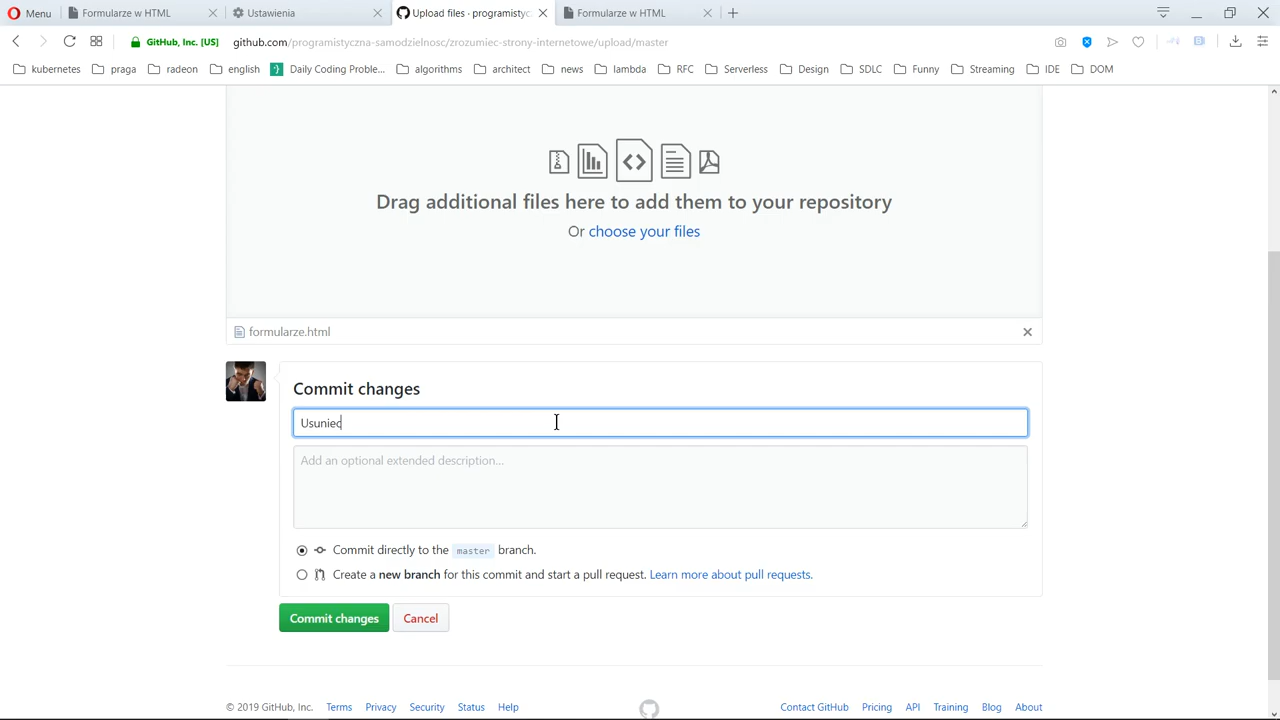 Menu
Formularze w HTML
Ustawienia
Upload files · programistyc
Formularze w HTML
GitHub, Inc. [US]
github.com/programistyczna-samodzielnosc/zrozumiec-strony-internetowe/upload/master
kubernetes
praga
radeon
english
Daily Coding Proble...
algorithms
architect
news
lambda
RFC
Serverless
Design
SDLC
Funny
Streaming
IDE
DOM
Drag additional files here to add them to your repository
Or choose your files
formularze.html
Commit changes
Usuniec
Add an optional extended description...
Commit directly to the master branch.
Create a new branch for this commit and start a pull request. Learn more about pull requests.
Commit changes
Cancel
© 2019 GitHub, Inc.
Terms
Privacy
Security
Status
Help
Contact GitHub
Pricing
API
Training
Blog
About